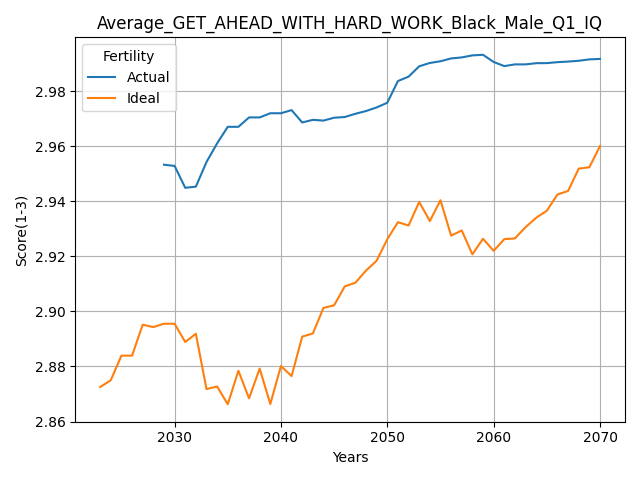 Average_GET_AHEAD_WITH_HARD_WORK_Black_Male_Q1_IQ
Fertility
Actual
Ideal
Score(1-3)
2.98
2.96
2.94
2.92
2.90
2.88
2.86
2030 2040 2050 2060 2070
Years